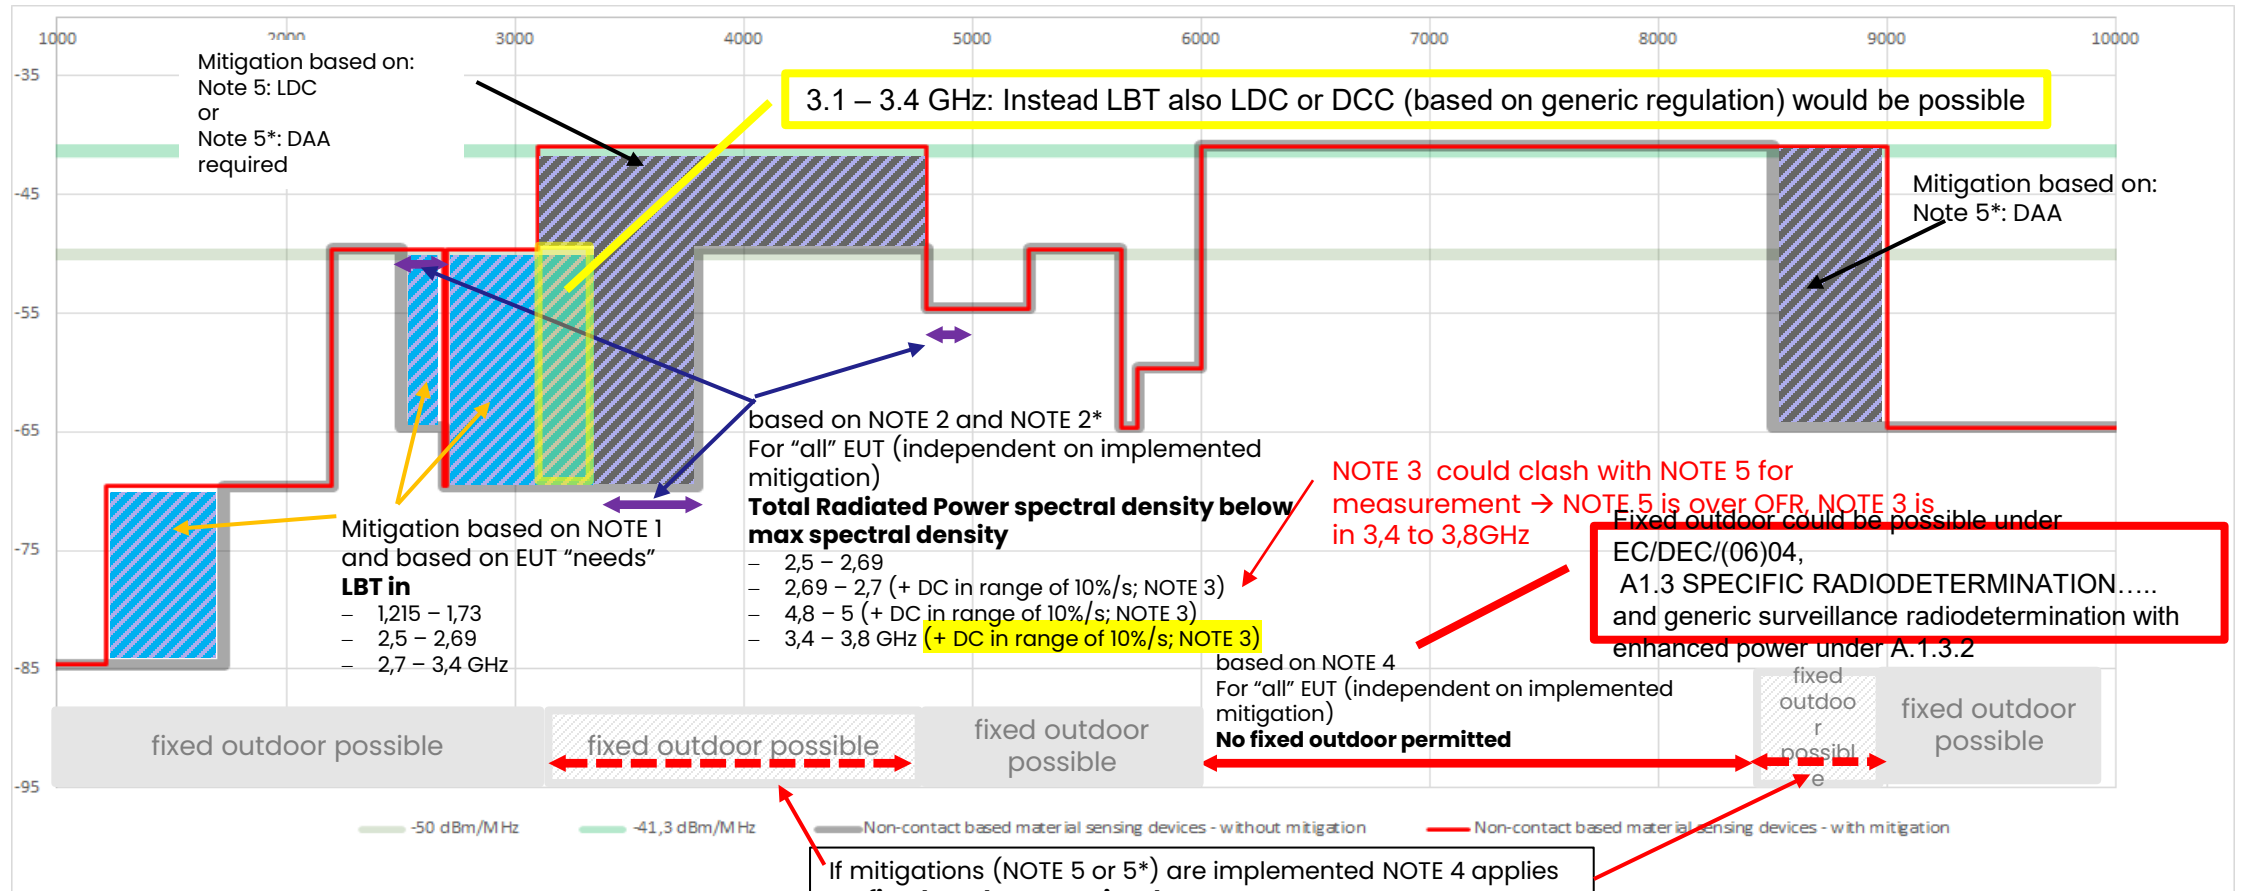 1000 2000 3000 4000 5000 6000 7000 8000 9000 10000
-35
-45
-55
-65
-75
-85
-95
Mitigation based on:
Note 5: LDC
or
Note 5*: DAA
required
3.1 – 3.4 GHz: Instead LBT also LDC or DCC (based on generic regulation) would be possible
Mitigation based on:
Note 5*: DAA
Mitigation based on NOTE 1
and based on EUT “needs”
LBT in
– 1,215 – 1,73
– 2,5 – 2,69
– 2,7 – 3,4 GHz
based on NOTE 2 and NOTE 2*
For “all” EUT (independent on implemented
mitigation)
Total Radiated Power spectral density below
max spectral density
– 2,5 – 2,69
– 2,69 – 2,7 (+ DC in range of 10%/s; NOTE 3)
– 4,8 – 5 (+ DC in range of 10%/s; NOTE 3)
– 3,4 – 3,8 GHz (+ DC in range of 10%/s; NOTE 3)
NOTE 3 could clash with NOTE 5 for
measurement → NOTE 5 is over OFR, NOTE 3 is
in 3,4 to 3,8GHz
Fixed outdoor could be possible under
EC/DEC/(06)04,
A1.3 SPECIFIC RADIODETERMINATION…..
and generic surveillance radiodetermination with
enhanced power under A.1.3.2
based on NOTE 4
For “all” EUT (independent on implemented
mitigation)
No fixed outdoor permitted
fixed outdoor possible
fixed outdoor possible
fixed outdoor
possible
fixed
outdoo
r
possibl
e
fixed outdoor
possible
-50 dBm/MHz
-41,3 dBm/MHz
Non-contact based material sensing devices - without mitigation
Non-contact based material sensing devices - with mitigation
If mitigations (NOTE 5 or 5*) are implemented NOTE 4 applies